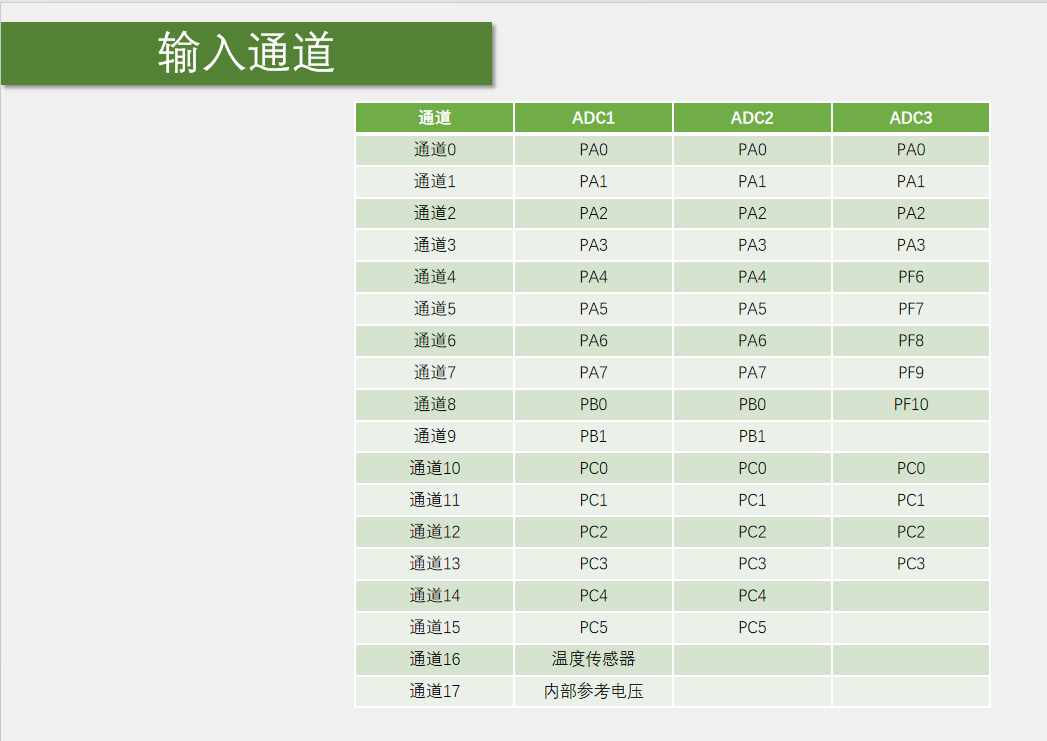 输入通道
通道 ADC1 ADC2 ADC3
通道0 PA0 PA0 PA0
通道1 PA1 PA1 PA1
通道2 PA2 PA2 PA2
通道3 PA3 PA3 PA3
通道4 PA4 PA4 PF6
通道5 PA5 PA5 PF7
通道6 PA6 PA6 PF8
通道7 PA7 PA7 PF9
通道8 PB0 PB0 PF10
通道9 PB1 PB1
通道10 PC0 PC0 PC0
通道11 PC1 PC1 PC1
通道12 PC2 PC2 PC2
通道13 PC3 PC3 PC3
通道14 PC4 PC4
通道15 PC5 PC5
通道16 温度传感器
通道17 内部参考电压